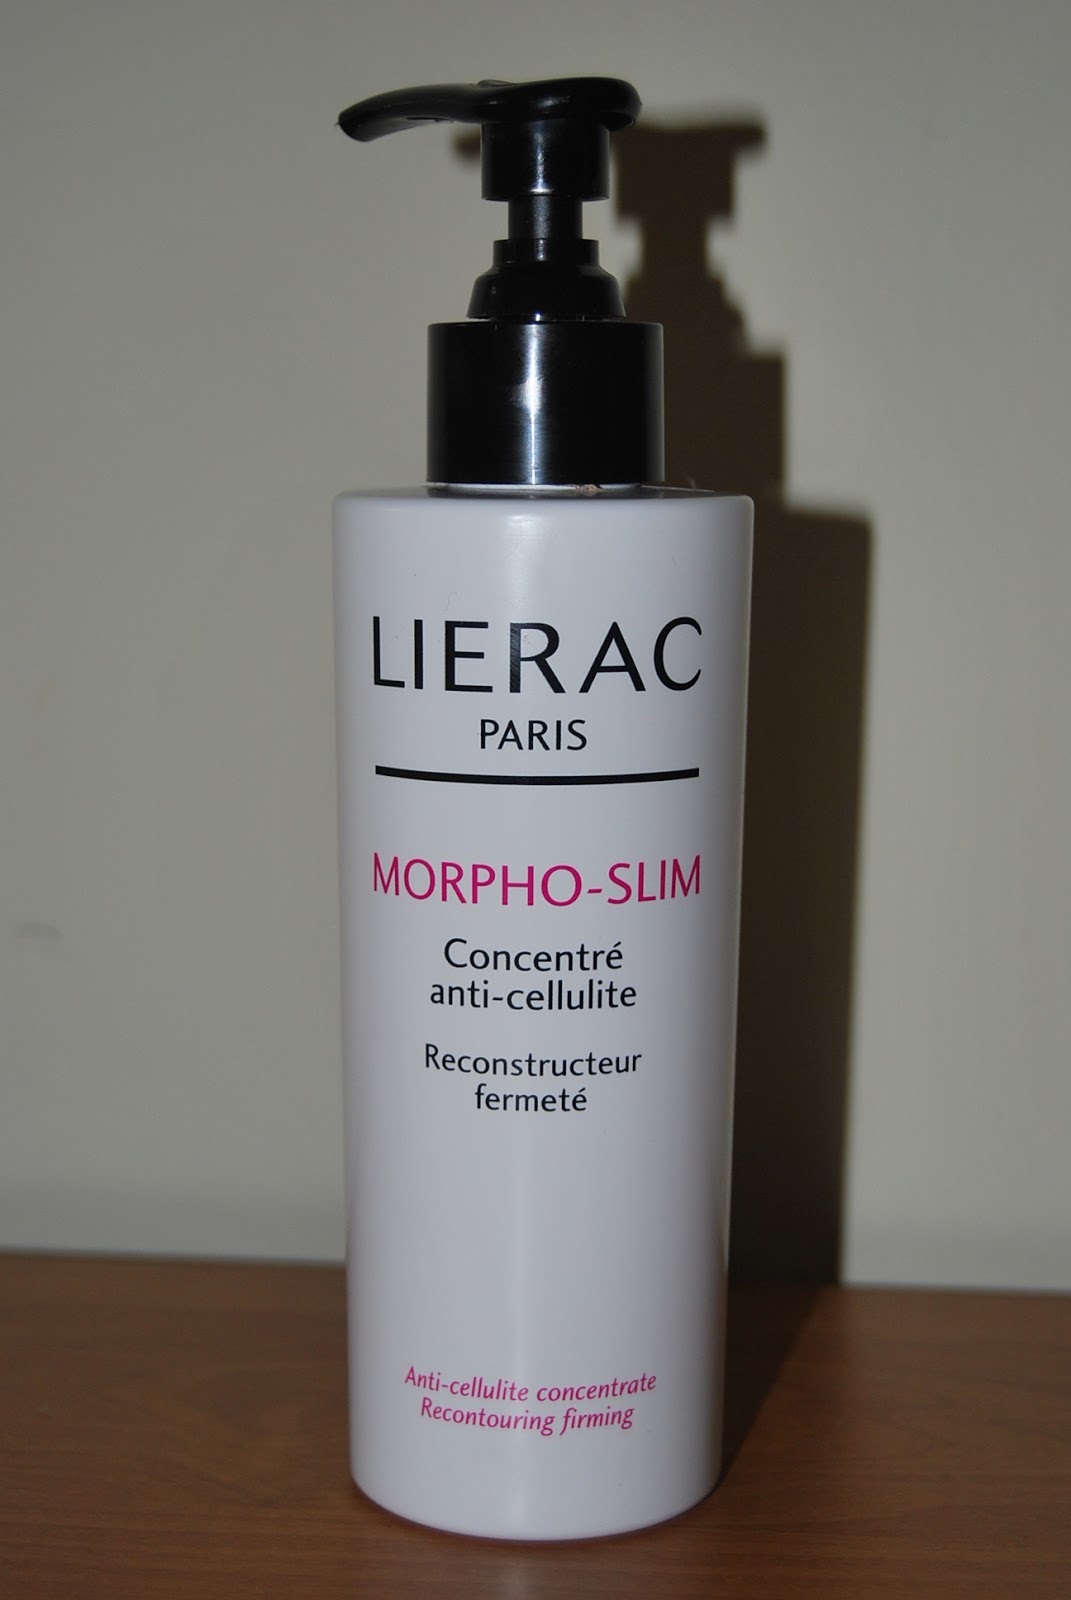 LIERAC
PARIS
MORPHO-SLIM
Concentré
anti-cellulite
Reconstructeur
fermeté
Anti-cellulite concentrate
Recontouring firming